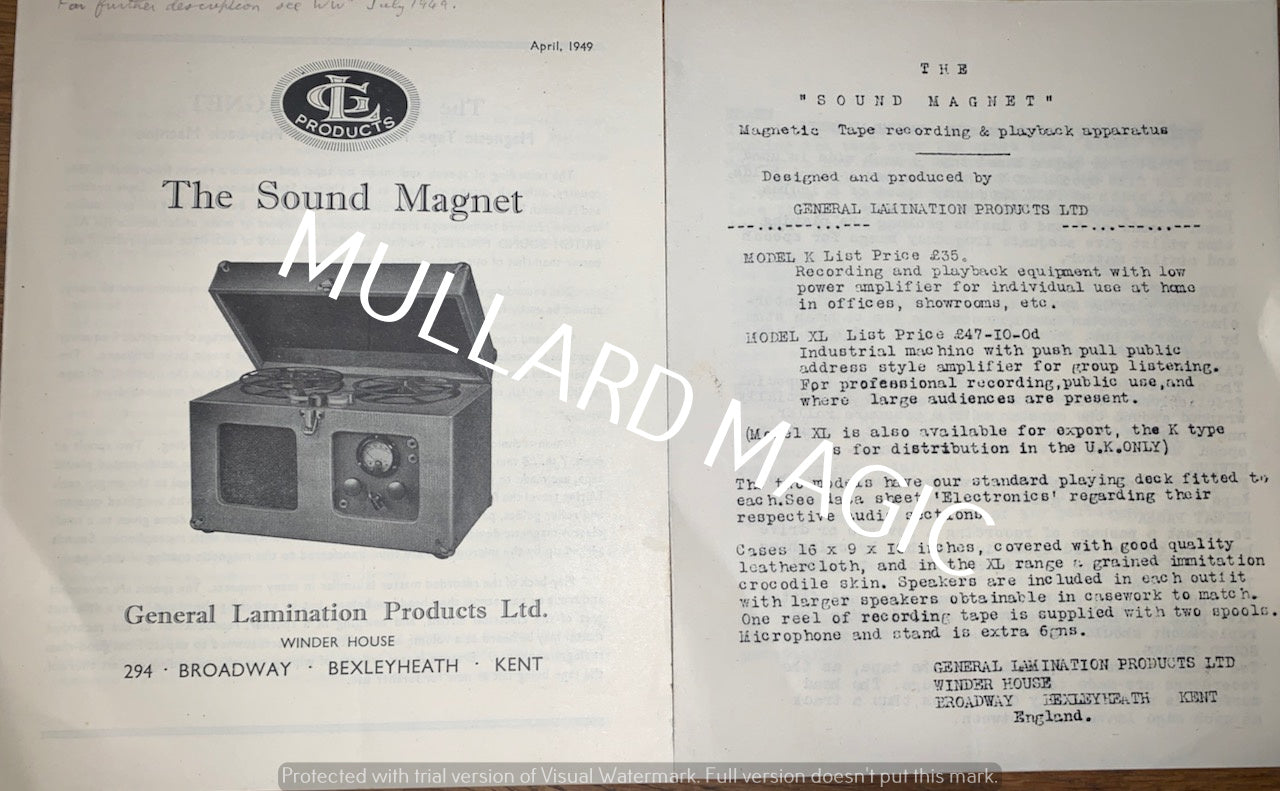 For further description see "WW" July 1949.
April, 1949
GL
PRODUCTS
The Sound Magnet
General Lamination Products Ltd.
WINDER HOUSE
294 · BROADWAY · BEXLEYHEATH · KENT
THE
"SOUND MAGNET"
Magnetic Tape recording & playback apparatus
Designed and produced by
GENERAL LAMINATION PRODUCTS LTD
MODEL K List Price £35.
Recording and playback equipment with low
power amplifier for individual use at home
in offices, showrooms, etc.
MODEL XL List Price £47-10-0d
Industrial machine with push pull public
address style amplifier for group listening.
For professional recording,public use,and
where large audiences are present.
(Model XL is also available for export, the K type
is for distribution in the U.K.ONLY)
The two models have our standard playing deck fitted to
each.See data sheet 'Electronics' regarding their
respective audio sections
Cases 16 x 9 x inches, covered with good quality
leathercloth, and in the XL range a grained imitation
crocodile skin. Speakers are included in each outfit
with larger speakers obtainable in casework to match.
One reel of recording tape is supplied with two spools.
Microphone and stand is extra 6gns.
GENERAL LAMINATION PRODUCTS LTD
WINDER HOUSE
BROADWAY BEXLEYHEATH KENT
England.
MULLARD MAGIC
Protected with trial version of Visual Watermark. Full version doesn't put this mark.